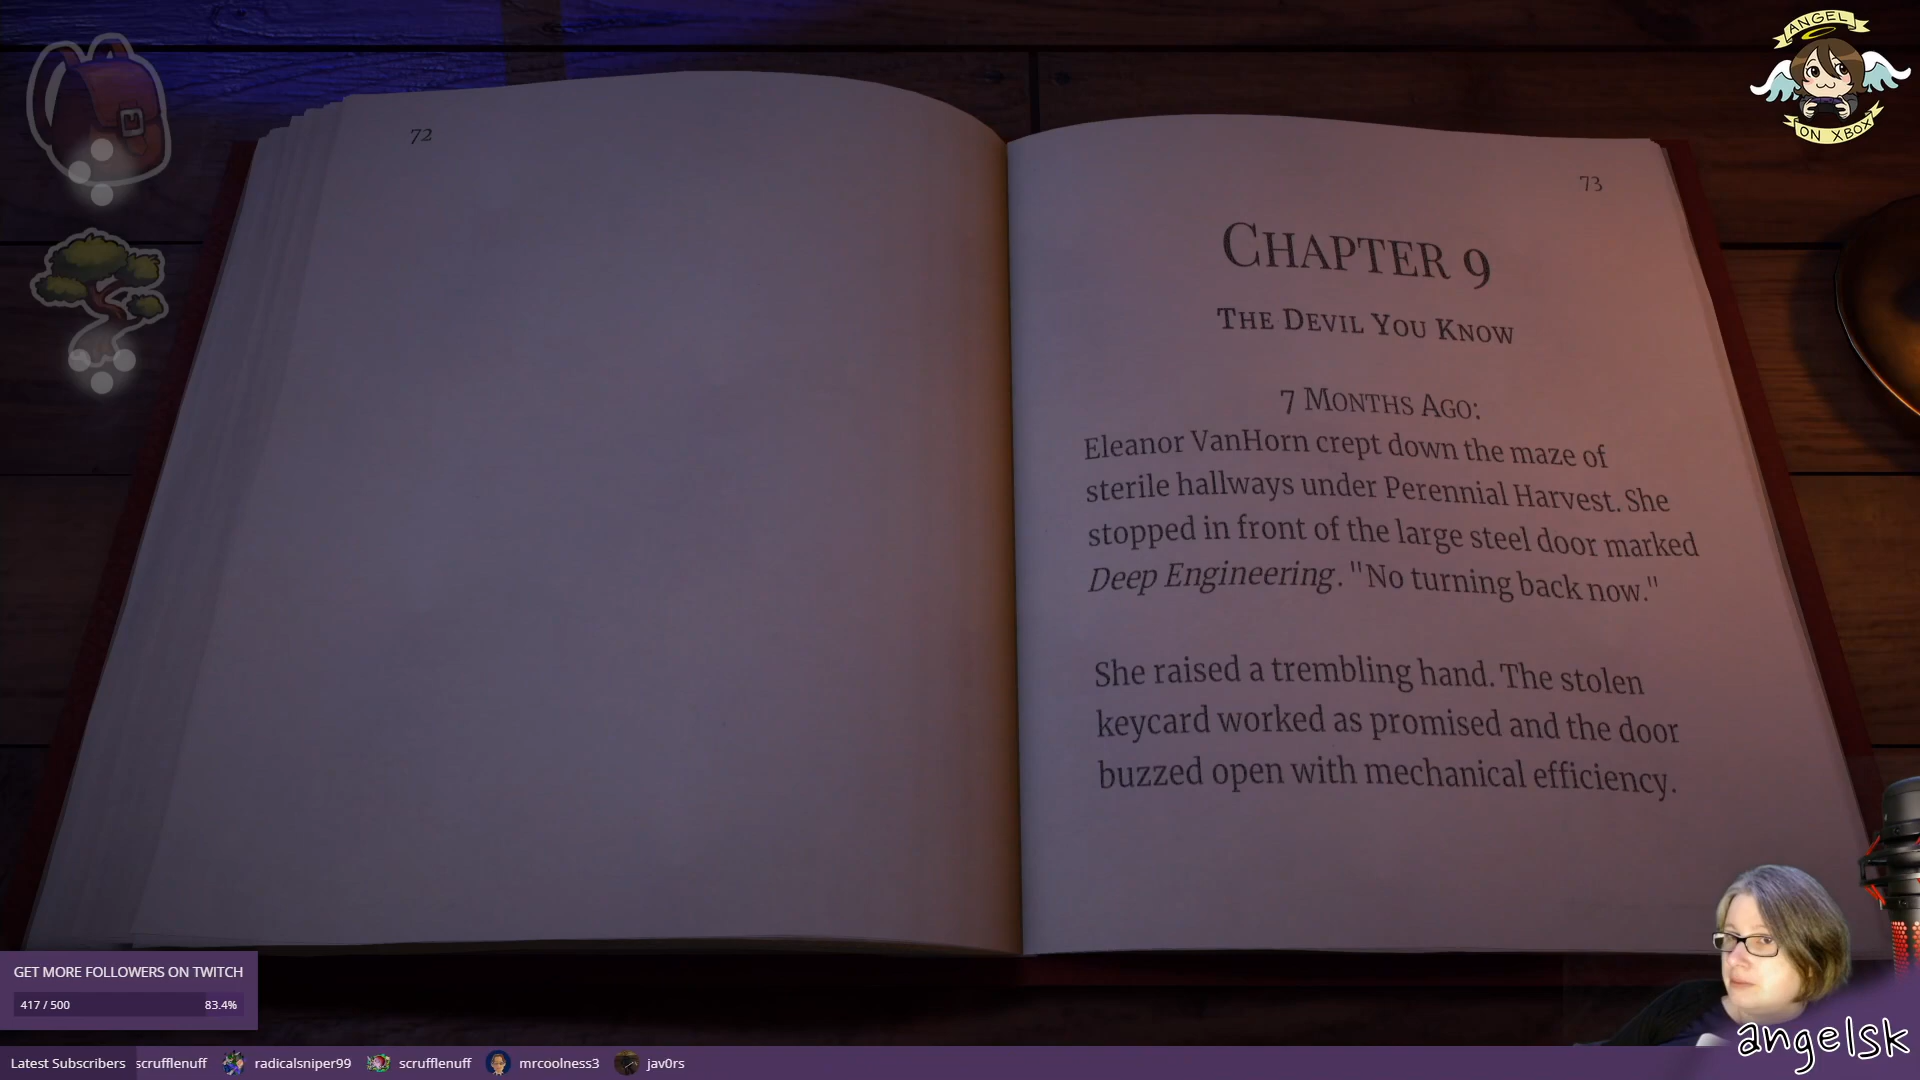 ANGEL
ON XBOX
72
73
CHAPTER 9
THE DEVIL YOU KNOW
7 MONTHS AGO:
Eleanor VanHorn crept down the maze of
sterile hallways under Perennial Harvest. She
stopped in front of the large steel door marked
Deep Engineering. "No turning back now."
She raised a trembling hand. The stolen
keycard worked as promised and the door
buzzed open with mechanical efficiency.
GET MORE FOLLOWERS ON TWITCH
417 / 500 83.4%
angelsk
Latest Subscribers scrufflenuff radicalsniper99 scrufflenuff mrcoolness3 jav0rs